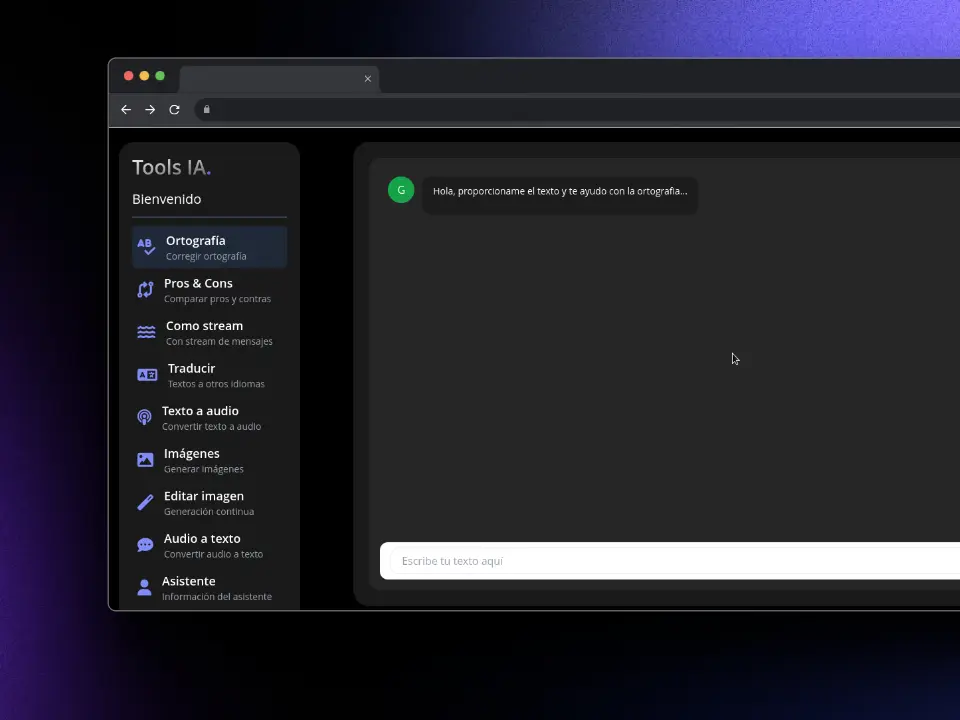 Tools IA.
Bienvenido
Ortografía
Corregir ortografía
Pros & Cons
Comparar pros y contras
Como stream
Con stream de mensajes
Traducir
Textos a otros idiomas
Texto a audio
Convertir texto a audio
Imágenes
Generar imágenes
Editar imagen
Generación continua
Audio a texto
Convertir audio a texto
Asistente
Información del asistente
G
Hola, proporcioname el texto y te ayudo con la ortografía...
Escribe tu texto aquí